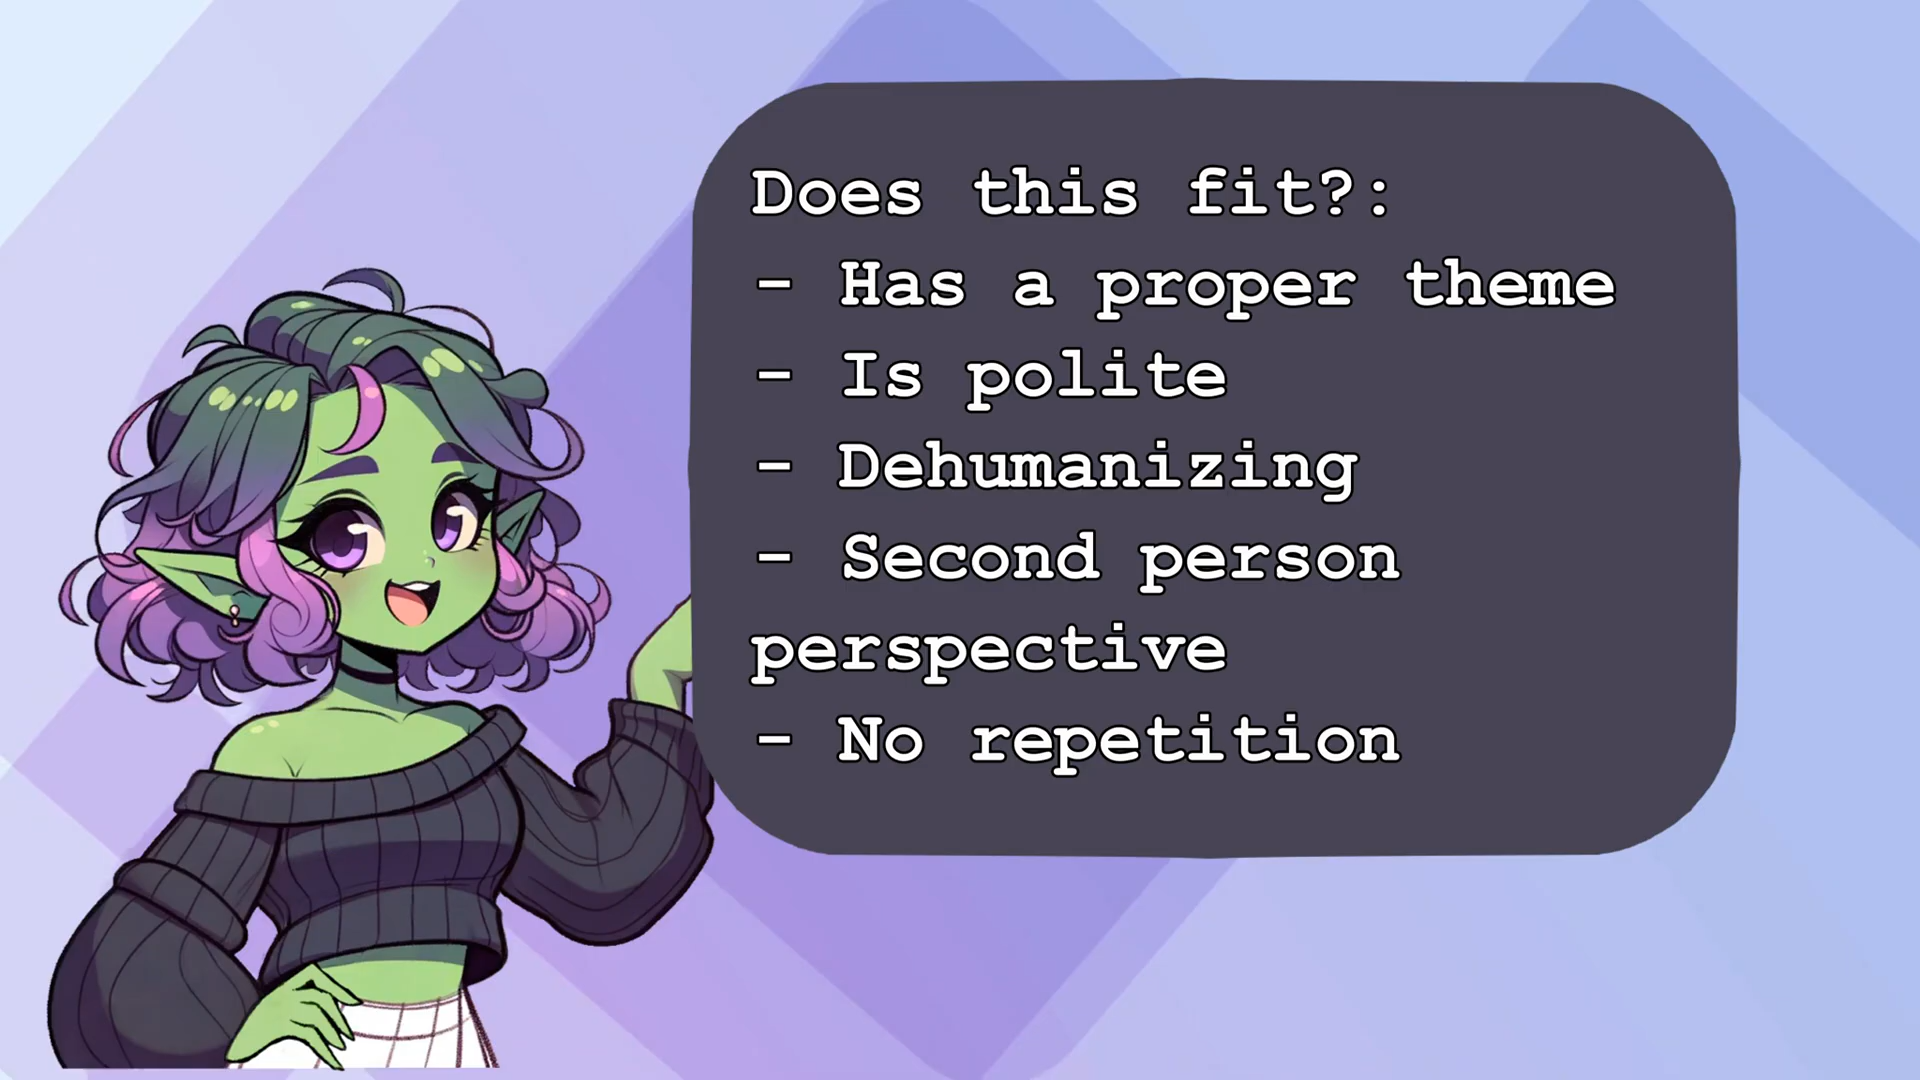 Does this fit?:
- Has a proper theme
- Is polite
- Dehumanizing
- Second person
perspective
- No repetition